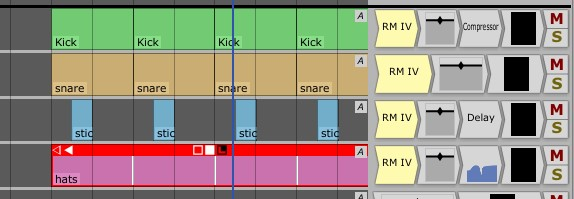 Kick Kick Kick Kick A RM IV Compressor M S
snare snare snare snare A RM IV M S
stic stic stic stic A RM IV Delay M S
hats A RM IV M S
A